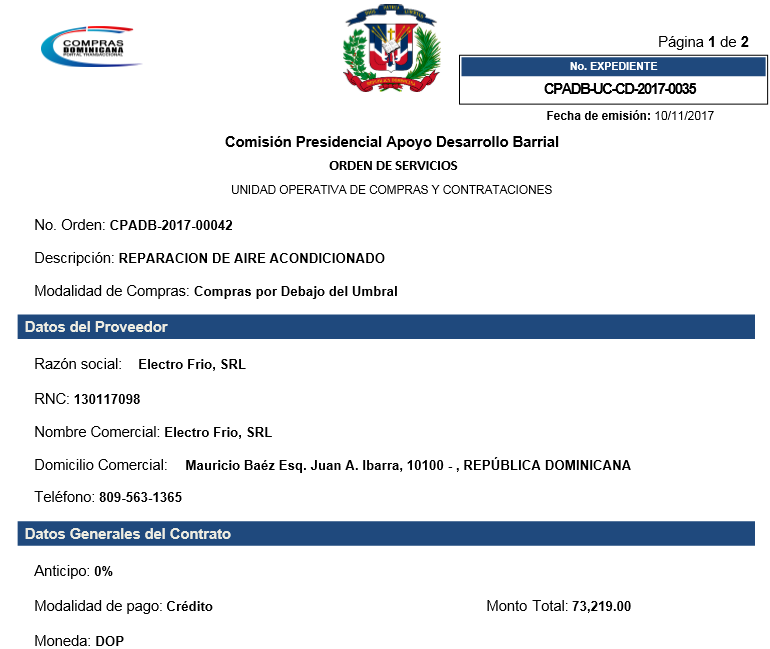 COMPRAS
DOMINICANA
PORTAL TRANSACCIONAL
Página 1 de 2
No. EXPEDIENTE
CPADB-UC-CD-2017-0035
Fecha de emisión: 10/11/2017
Comisión Presidencial Apoyo Desarrollo Barrial
ORDEN DE SERVICIOS
UNIDAD OPERATIVA DE COMPRAS Y CONTRATACIONES
No. Orden: CPADB-2017-00042
Descripción: REPARACION DE AIRE ACONDICIONADO
Modalidad de Compras: Compras por Debajo del Umbral
Datos del Proveedor
Razón social: Electro Frio, SRL
RNC: 130117098
Nombre Comercial: Electro Frio, SRL
Domicilio Comercial: Mauricio Baéz Esq. Juan A. Ibarra, 10100 - , REPÚBLICA DOMINICANA
Teléfono: 809-563-1365
Datos Generales del Contrato
Anticipo: 0%
Modalidad de pago: Crédito Monto Total: 73,219.00
Moneda: DOP